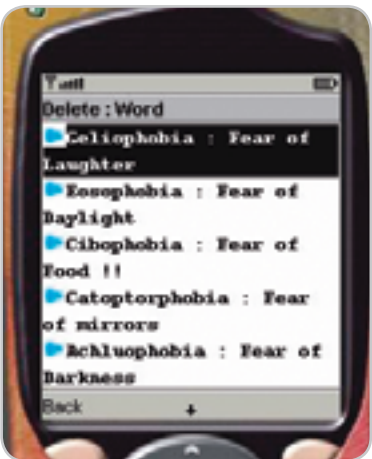 Delete : Word
Geliophobia : Fear of
Laughter
Eosophobia : Fear of
Daylight
Cibophobia : Fear of
Food !!
Catoptorphobia : Fear
of mirrors
Achluophobia : Fear of
Darkness
Back